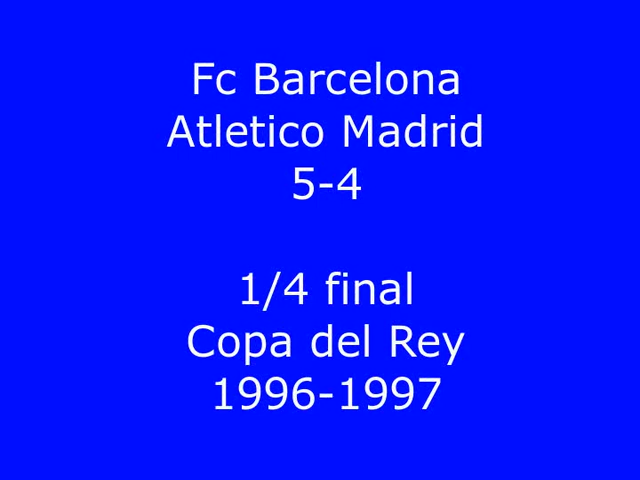 Fc Barcelona
Atletico Madrid
5-4
1/4 final
Copa del Rey
1996-1997